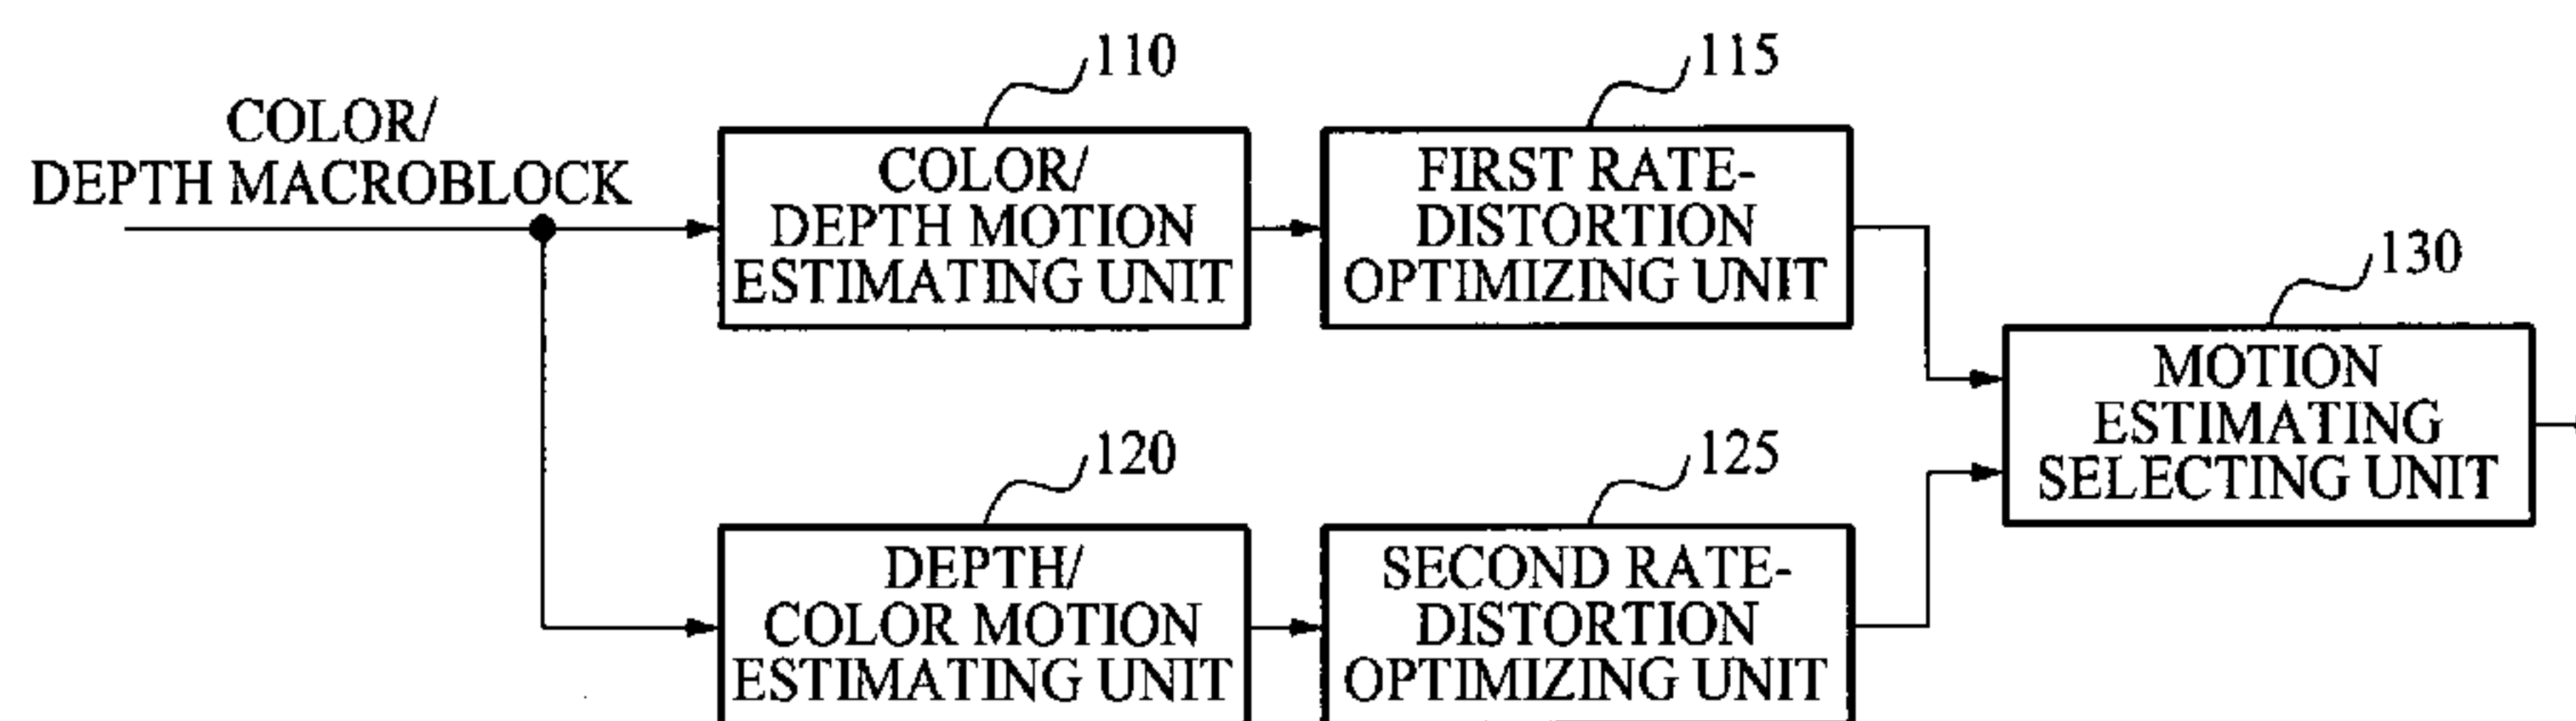 110
115
COLOR/
DEPTH MACROBLOCK
COLOR/
DEPTH MOTION
ESTIMATING UNIT
FIRST RATE-
DISTORTION
OPTIMIZING UNIT
130
MOTION
ESTIMATING
SELECTING UNIT
120
125
DEPTH/
COLOR MOTION
ESTIMATING UNIT
SECOND RATE-
DISTORTION
OPTIMIZING UNIT